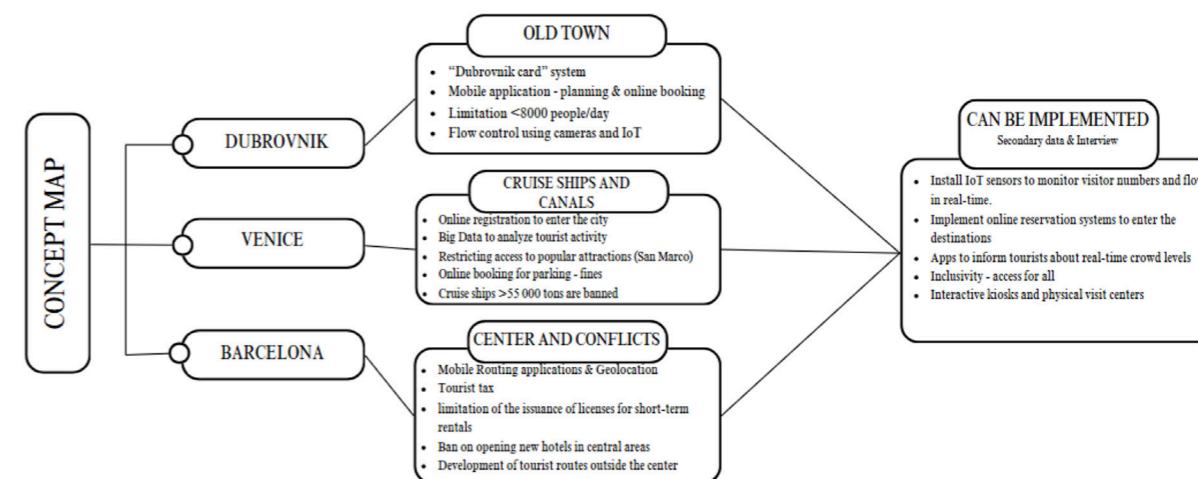 CONCEPT MAP
DUBROVNIK
VENICE
BARCELONA
OLD TOWN
• “Dubrovnik card” system
• Mobile application - planning & online booking
• Limitation <8000 people/day
• Flow control using cameras and IoT
CRUISE SHIPS AND
CANALS
• Online registration to enter the city
• Big Data to analyze tourist activity
• Restricting access to popular attractions (San Marco)
• Online booking for parking - fines
• Cruise ships >55 000 tons are banned
CENTER AND CONFLICTS
• Mobile Routing applications & Geolocation
• Tourist tax
• limitation of the issuance of licenses for short-term
rentals
• Ban on opening new hotels in central areas
• Development of tourist routes outside the center
CAN BE IMPLEMENTED
Secondary data & Interview
• Install IoT sensors to monitor visitor numbers and flo
in real-time.
• Implement online reservation systems to enter the
destinations
• Apps to inform tourists about real-time crowd levels
• Inclusivity - access for all
• Interactive kiosks and physical visit centers